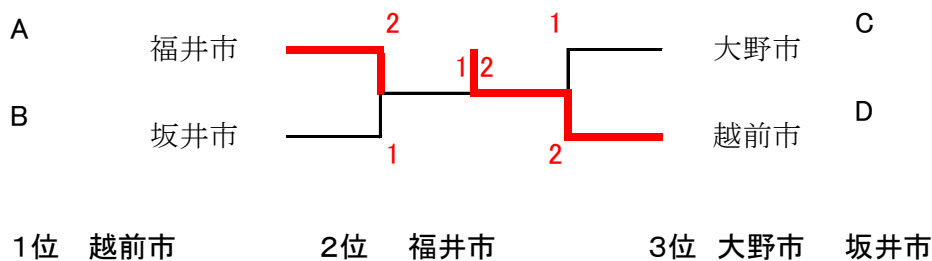 A 福井市 2 1 大野市 C
1 2
B 坂井市 1 2 越前市 D
1位 越前市 2位 福井市 3位 大野市 坂井市